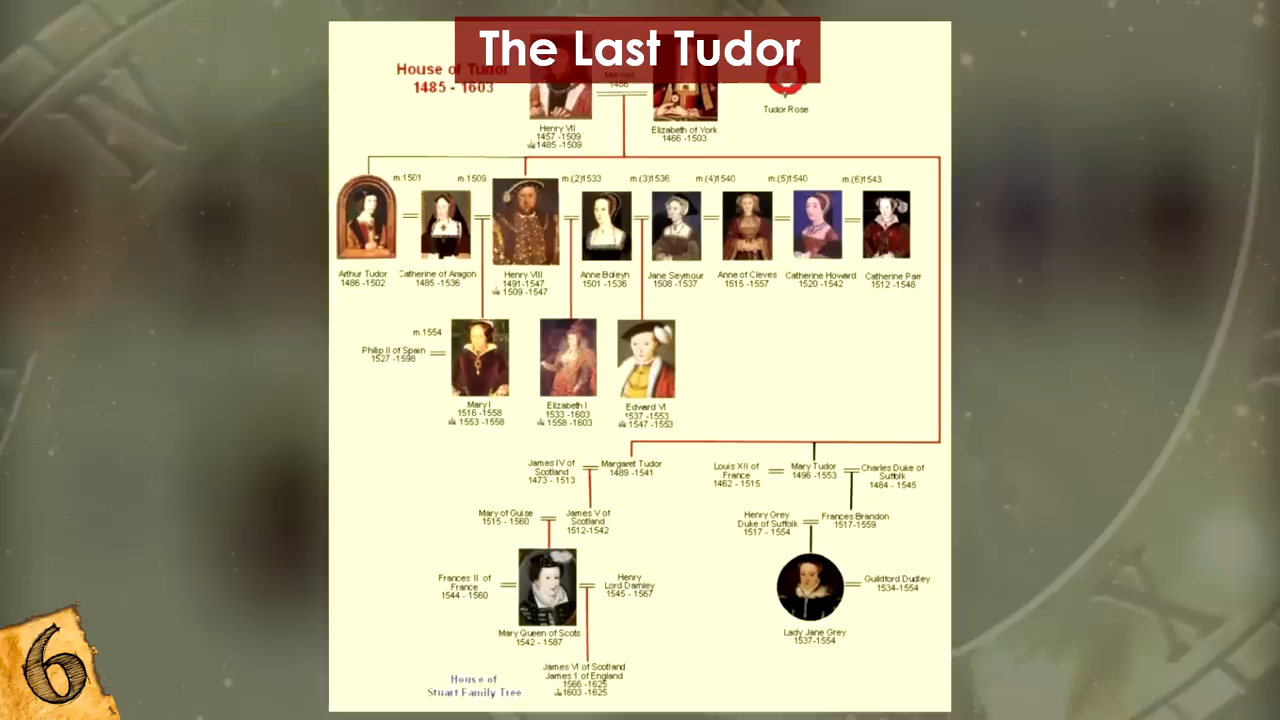 The Last Tudor
House of Tudor
1485 - 1603
Married
1486
Tudor Rose
Henry VII
1457 -1509
1485 -1509
Elizabeth of York
1466 -1503
m.1501
m.1509
m.(2)1533
m.(3)1536
m.(4)1540
m.(5)1540
m.(6)1543
Arthur Tudor
1486 -1502
Catherine of Aragon
1485 -1536
Henry VIII
1491-1547
1509 -1547
Anne Boleyn
1501 -1536
Jane Seymour
1508 -1537
Anne of Cleves
1515 -1557
Catherine Howard
1520 -1542
Catherine Parr
1512 -1548
m.1554
Philip II of Spain
1527 -1598
Mary I
1516 -1558
1553 -1558
Elizabeth I
1533 -1603
1558 -1603
Edward VI
1537 -1553
1547 -1553
James IV of
Scotland
1473 - 1513
Margaret Tudor
1489 -1541
Louis XII of
France
1462 - 1515
Mary Tudor
1496 -1553
Charles Duke of
Suffolk
1484 - 1545
Mary of Guise
1515 - 1560
James V of
Scotland
1512-1542
Henry Grey
Duke of Suffolk
1517 - 1554
Frances Brandon
1517-1559
Frances II of
France
1544 - 1560
Henry
Lord Darnley
1545 - 1567
Guildford Dudley
1534-1554
Mary Queen of Scots
1542 - 1587
Lady Jane Grey
1537-1554
James VI of Scotland
James 1 of England
1566 -1625
1603 -1625
House of
Stuart Family Tree
6